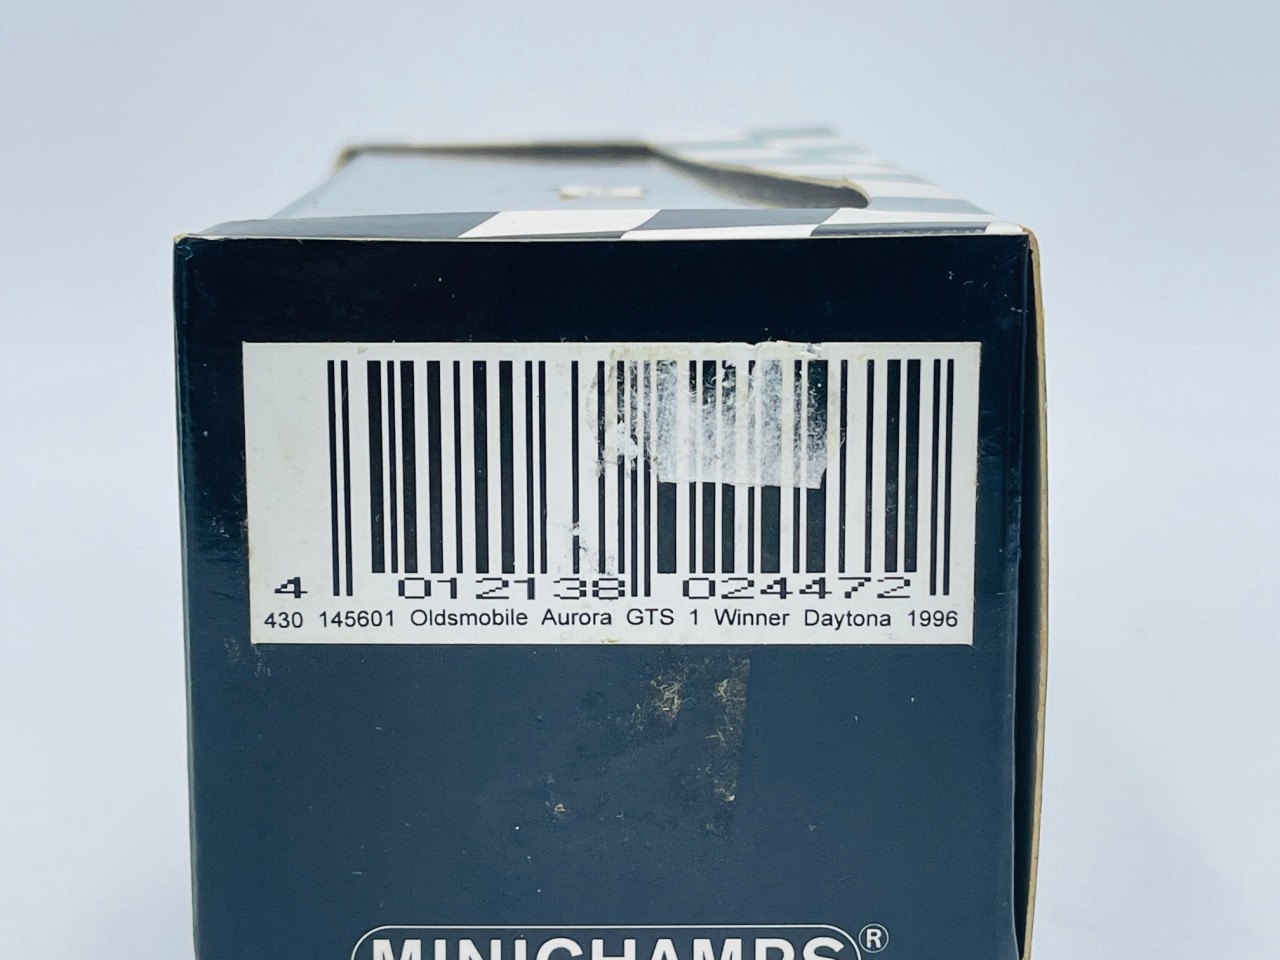 4 012138 024472
430 145601 Oldsmobile Aurora GTS 1 Winner Daytona 1996
MINICHAMPS®